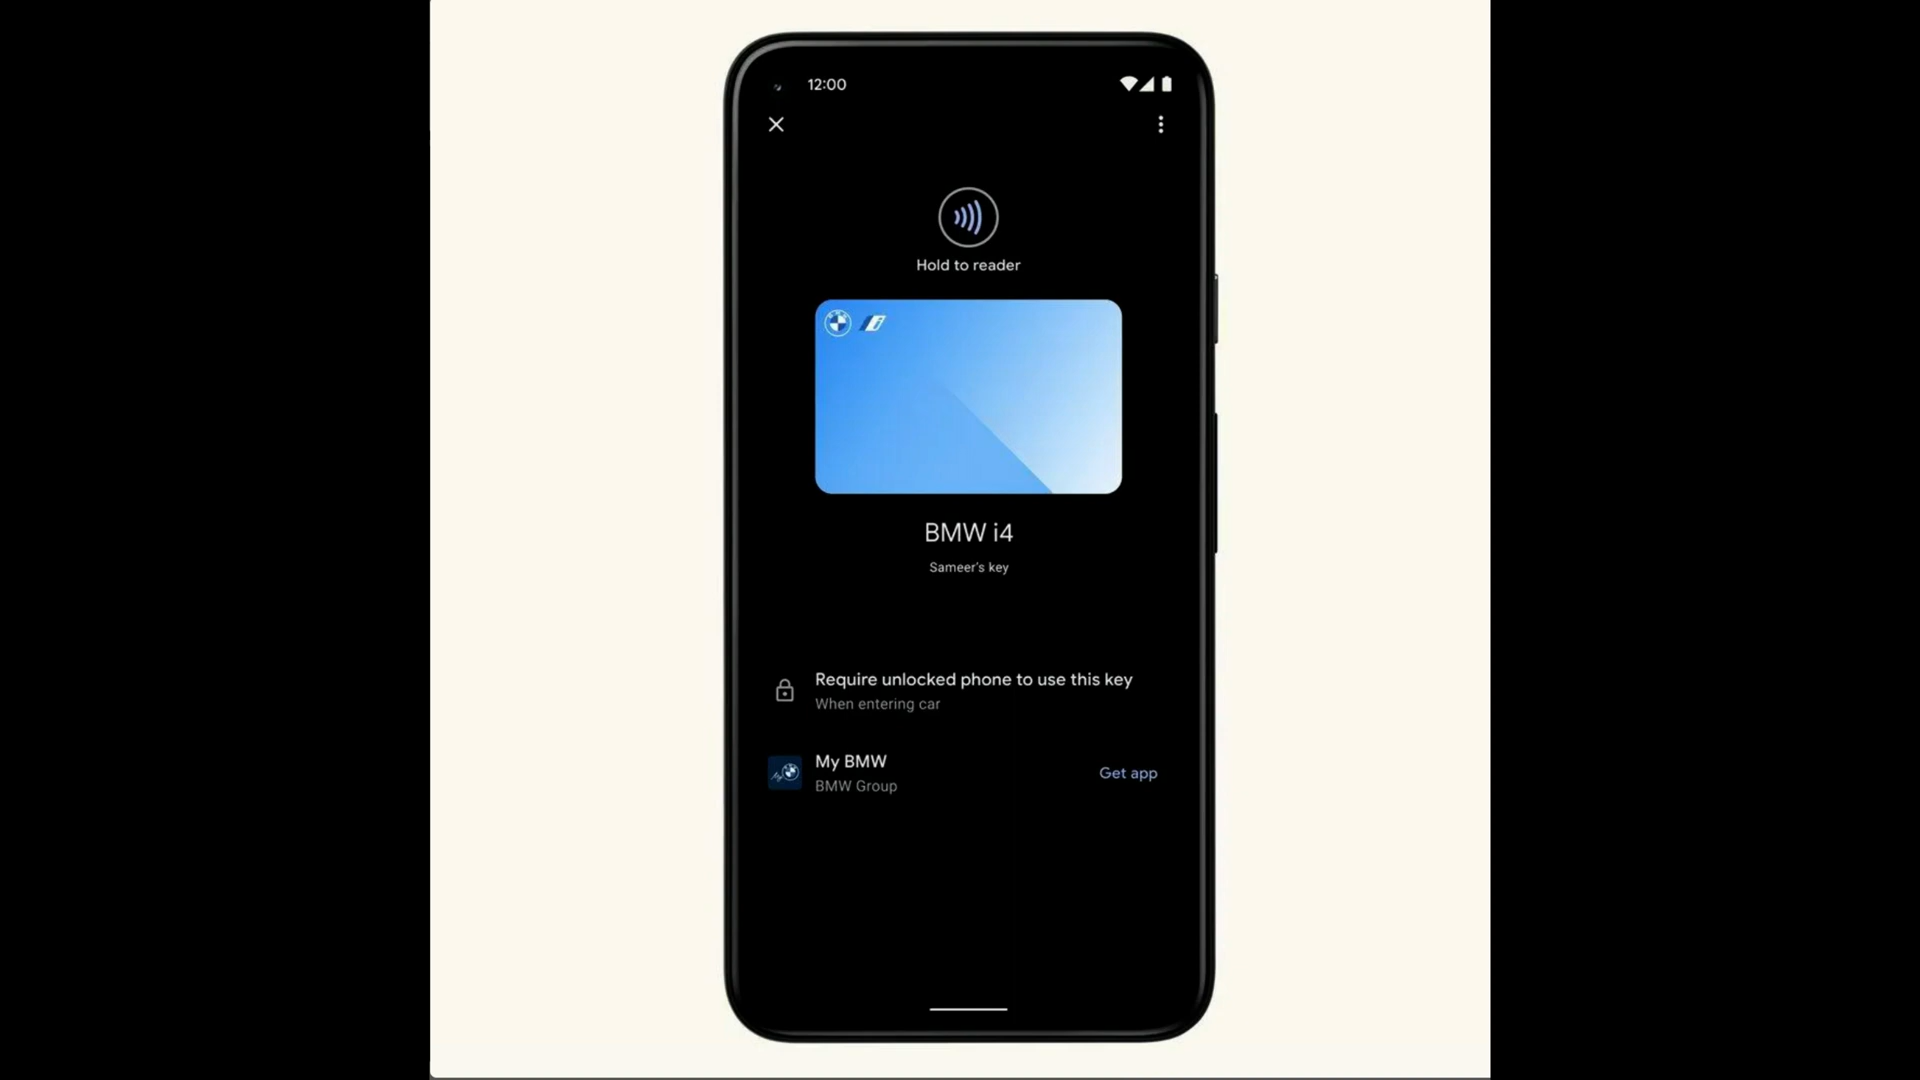 12:00
Hold to reader
BMW i4
Sameer's key
Require unlocked phone to use this key
When entering car
My BMW
BMW Group
Get app